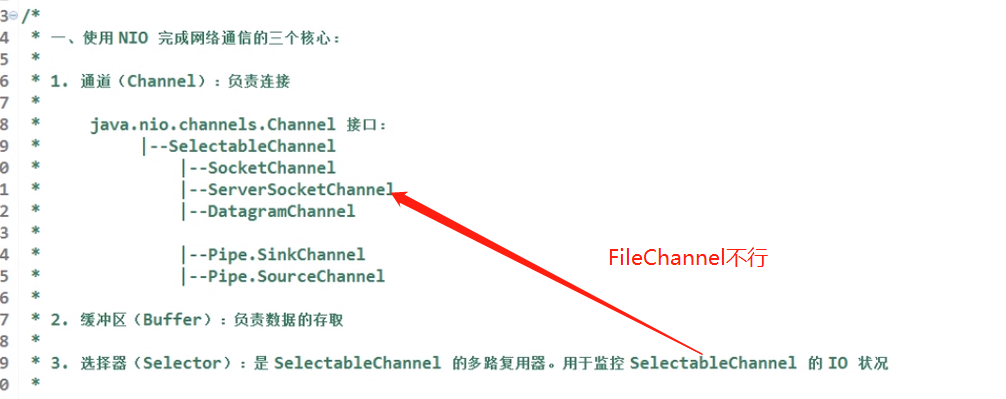 3 /*
4  * 一、使用 NIO 完成网络通信的三个核心：
5  *
6  * 1. 通道（Channel）：负责连接
7  *
8  *     java.nio.channels.Channel 接口：
9  *          |--SelectableChannel
0  *              |--SocketChannel
1  *              |--ServerSocketChannel
2  *              |--DatagramChannel
3  *
FileChannel不行
4  *              |--Pipe.SinkChannel
5  *              |--Pipe.SourceChannel
6  *
7  * 2. 缓冲区（Buffer）：负责数据的存取
8  *
9  * 3. 选择器（Selector）：是 SelectableChannel 的多路复用器。用于监控 SelectableChannel 的 IO 状况
0  *